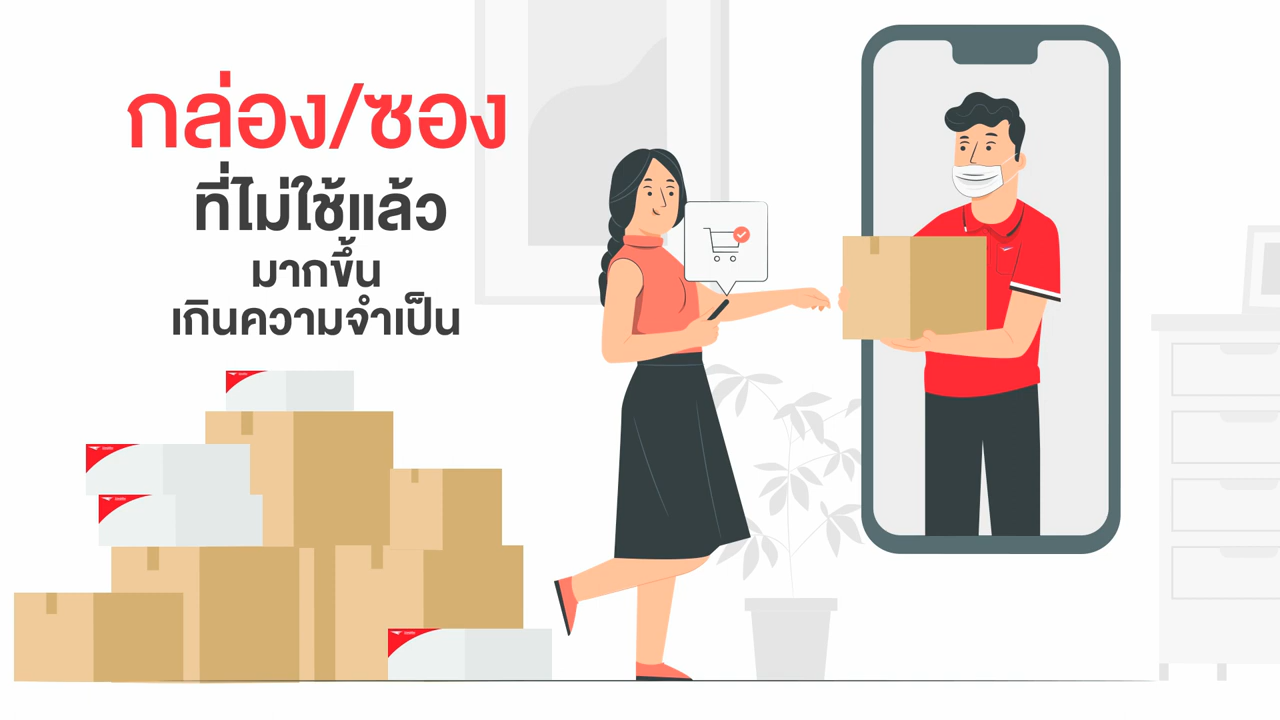 กล่อง/ซอง
ที่ไม่ใช้แล้ว
มากขึ้น
เกินความจำเป็น